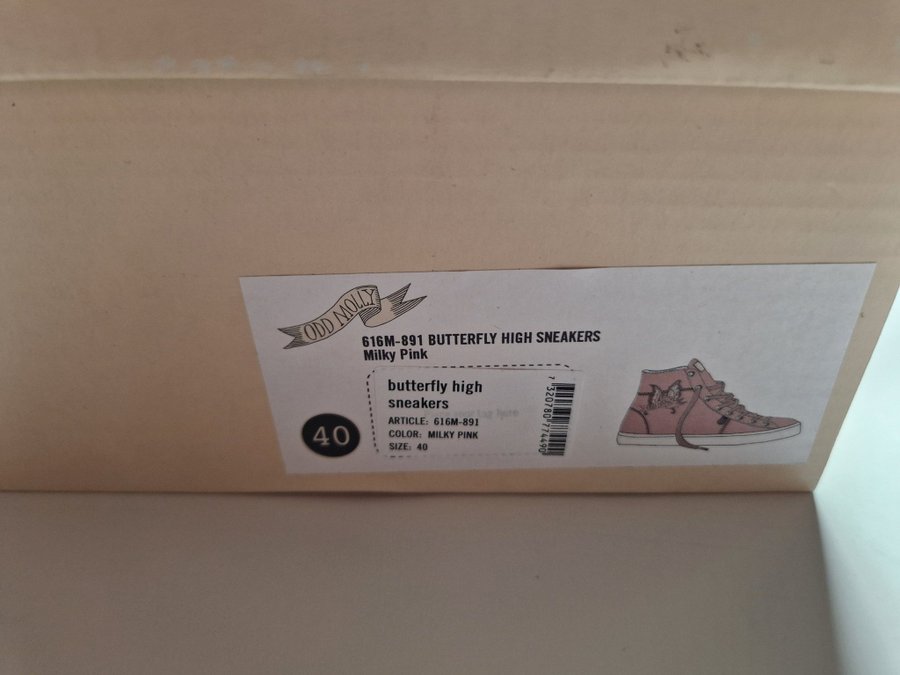 ODD MOLLY
616M-891 BUTTERFLY HIGH SNEAKERS
Milky Pink
butterfly high
sneakers
ARTICLE: 616M-891
COLOR: MILKY PINK
SIZE: 40
40
7320780774490